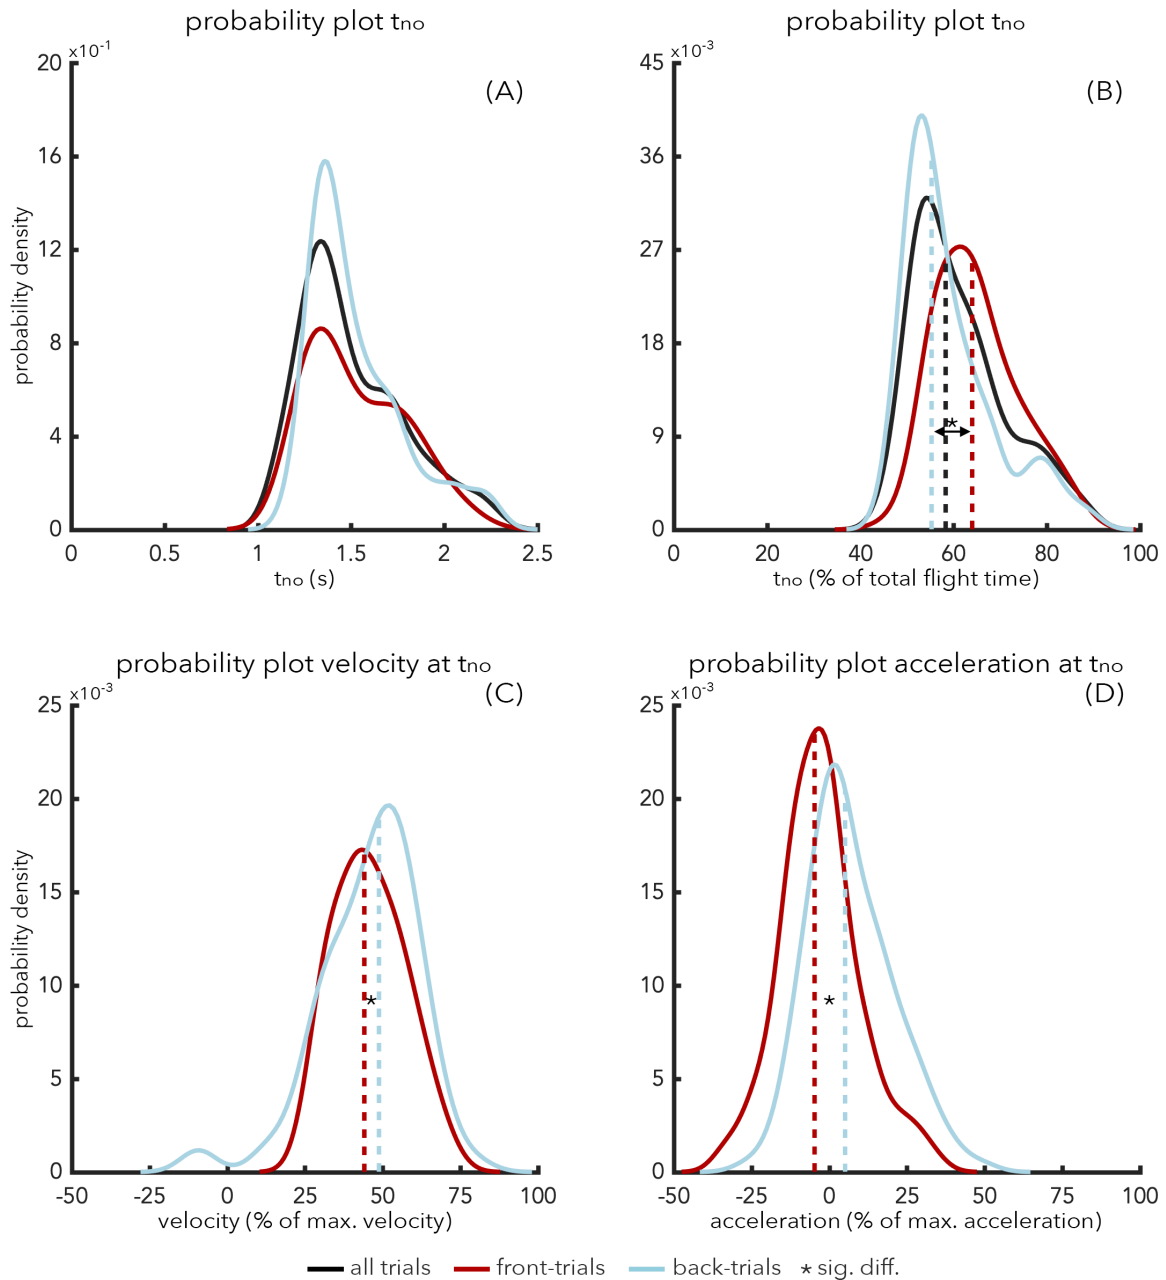 probability plot tno
probability plot tno
x10-1
x10-3
20
16
12
8
4
0
probability density
(A)
0 0.5 1 1.5 2 2.5
tno (s)
45
36
27
18
9
0
(B)
*
0 20 40 60 80 100
tno (% of total flight time)
probability plot velocity at tno
probability plot acceleration at tno
x10-3
x10-3
25
20
15
10
5
0
probability density
(C)
*
-50 -25 0 25 50 75 100
velocity (% of max. velocity)
25
20
15
10
5
0
(D)
*
-50 -25 0 25 50 75 100
acceleration (% of max. acceleration)
all trials front-trials back-trials * sig. diff.